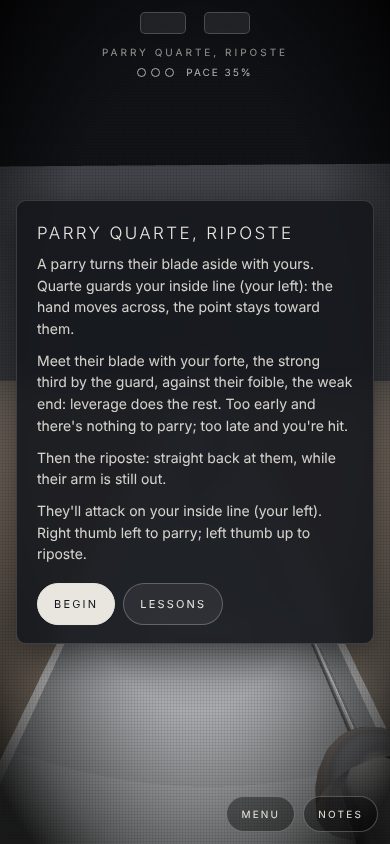 PARRY QUARTE, RIPOSTE
PACE 35%
PARRY QUARTE, RIPOSTE
A parry turns their blade aside with yours.
Quarte guards your inside line (your left): the
hand moves across, the point stays toward
them.
Meet their blade with your forte, the strong
third by the guard, against their foible, the weak
end: leverage does the rest. Too early and
there's nothing to parry; too late and you're hit.
Then the riposte: straight back at them, while
their arm is still out.
They'll attack on your inside line (your left).
Right thumb left to parry; left thumb up to
riposte.
BEGIN LESSONS
MENU NOTES